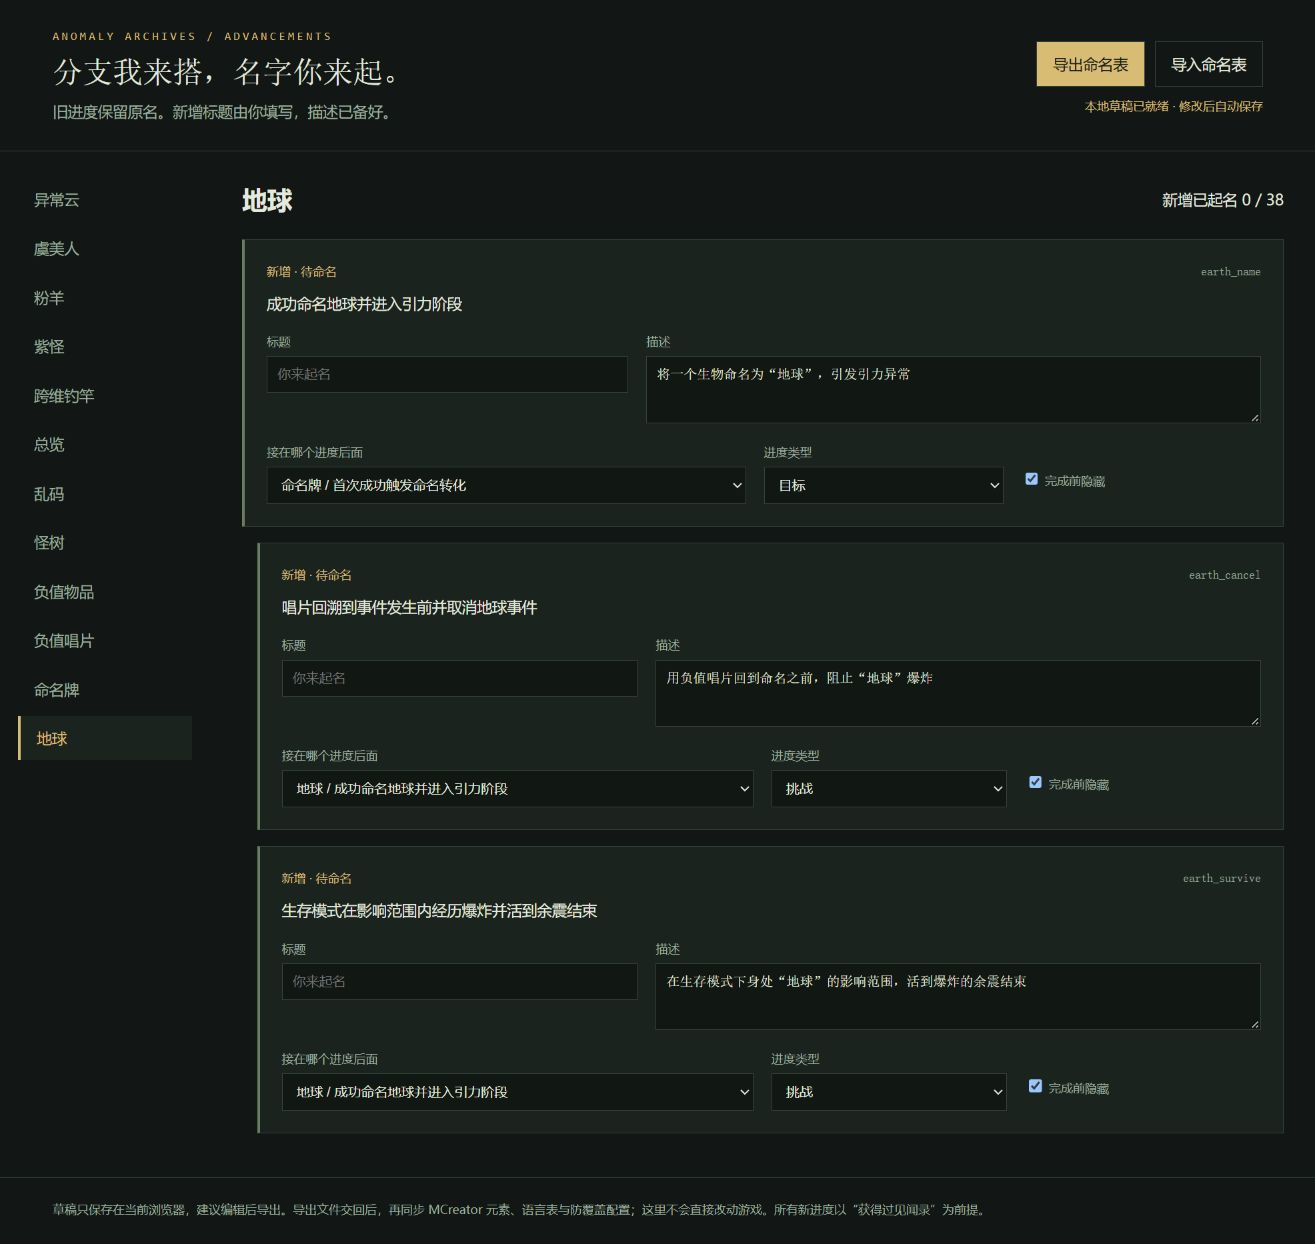 ANOMALY ARCHIVES / ADVANCEMENTS
分支我来搭，名字你来起。
旧进度保留原名。新增标题由你填写，描述已备好。
导出命名表
导入命名表
本地草稿已就绪 · 修改后自动保存
异常云
虞美人
粉羊
紫怪
跨维钓竿
总览
乱码
怪树
负值物品
负值唱片
命名牌
地球
地球
新增已起名 0 / 38
新增 · 待命名
earth_name
成功命名地球并进入引力阶段
标题
描述
你来起名
将一个生物命名为“地球”，引发引力异常
接在哪个进度后面
进度类型
命名牌 / 首次成功触发命名转化
目标
完成前隐藏
新增 · 待命名
earth_cancel
唱片回溯到事件发生前并取消地球事件
标题
描述
你来起名
用负值唱片回到命名之前，阻止“地球”爆炸
接在哪个进度后面
进度类型
地球 / 成功命名地球并进入引力阶段
挑战
完成前隐藏
新增 · 待命名
earth_survive
生存模式在影响范围内经历爆炸并活到余震结束
标题
描述
你来起名
在生存模式下身处“地球”的影响范围，活到爆炸的余震结束
接在哪个进度后面
进度类型
地球 / 成功命名地球并进入引力阶段
挑战
完成前隐藏
草稿只保存在当前浏览器，建议编辑后导出。导出文件交回后，再同步 MCreator 元素、语言表与防覆盖配置；这里不会直接改动游戏。所有新进度以“获得过见闻录”为前提。